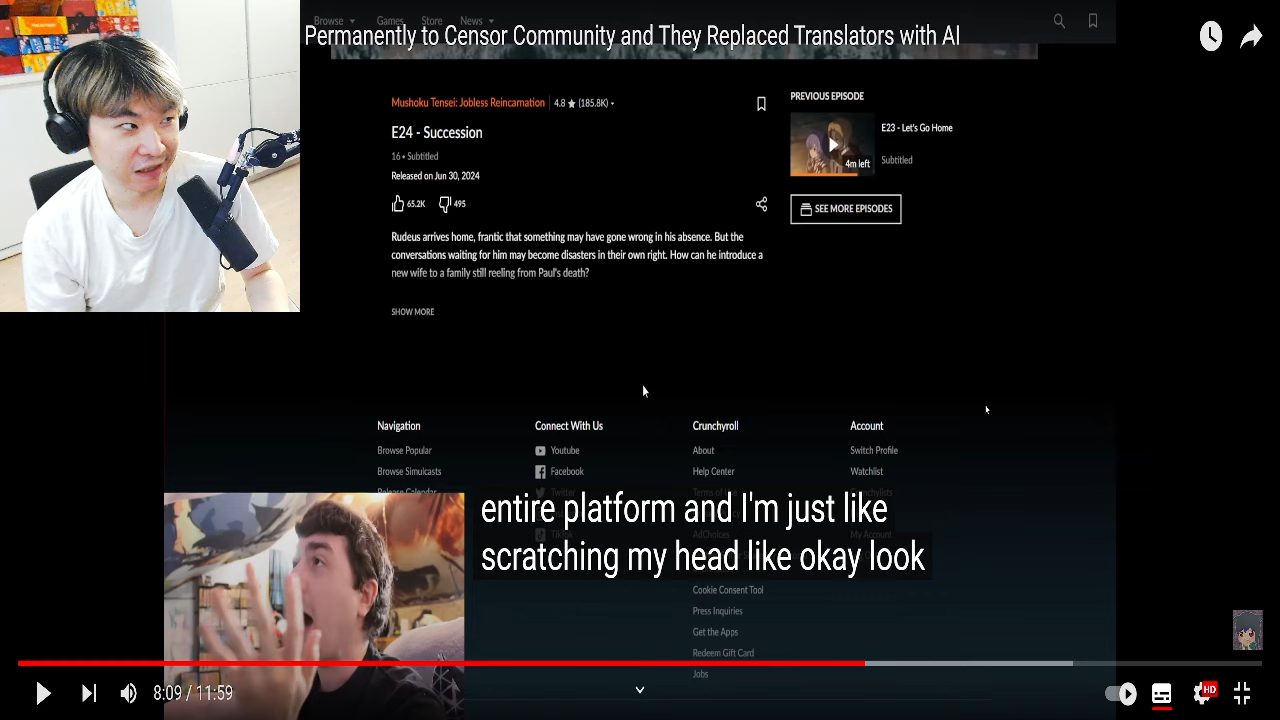 Browse
Games
Store
News
Permanently to Censor Community and They Replaced Translators with AI
Mushoku Tensei: Jobless Reincarnation
4.8 ★ (185.8K)
E24 - Succession
16 • Subtitled
Released on Jun 30, 2024
65.2K
495
Rudeus arrives home, frantic that something may have gone wrong in his absence. But the
conversations waiting for him may become disasters in their own right. How can he introduce a
new wife to a family still reeling from Paul's death?
SHOW MORE
PREVIOUS EPISODE
E23 - Let's Go Home
4m left
Subtitled
SEE MORE EPISODES
Navigation
Browse Popular
Browse Simulcasts
Release Calendar
Connect With Us
Youtube
Facebook
Twitter
Crunchyroll
About
Help Center
AdChoices
Cookie Consent Tool
Press Inquiries
Get the Apps
Redeem Gift Card
Jobs
Account
Switch Profile
Watchlist
My Account
entire platform and I'm just like
scratching my head like okay look
8:09 / 11:59
HD